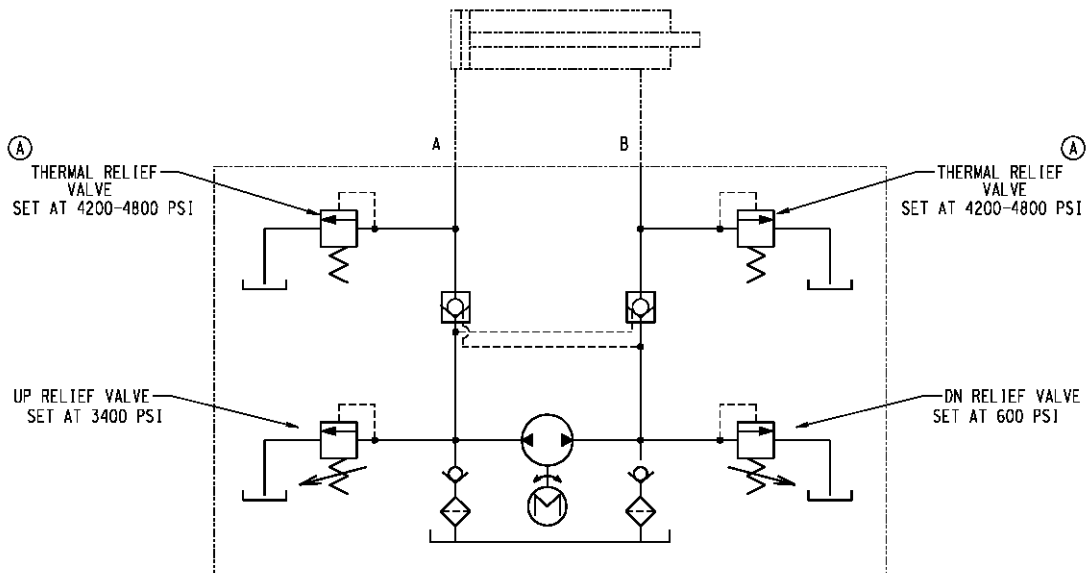 A
B
A
THERMAL RELIEF
VALVE
SET AT 4200-4800 PSI
A
THERMAL RELIEF
VALVE
SET AT 4200-4800 PSI
UP RELIEF VALVE
SET AT 3400 PSI
DN RELIEF VALVE
SET AT 600 PSI
M